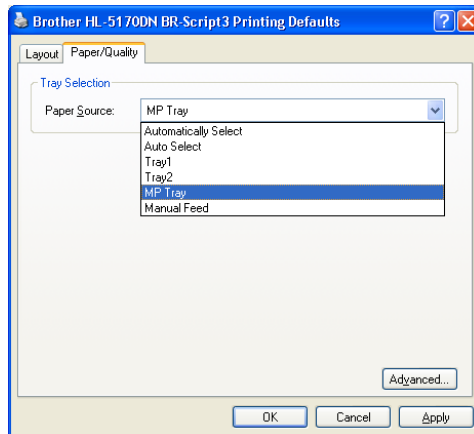 Brother HL-5170DN BR-Script3 Printing Defaults
Layout Paper/Quality
Tray Selection
Paper Source: MP Tray
Automatically Select
Auto Select
Tray1
Tray2
MP Tray
Manual Feed
Advanced...
OK Cancel Apply